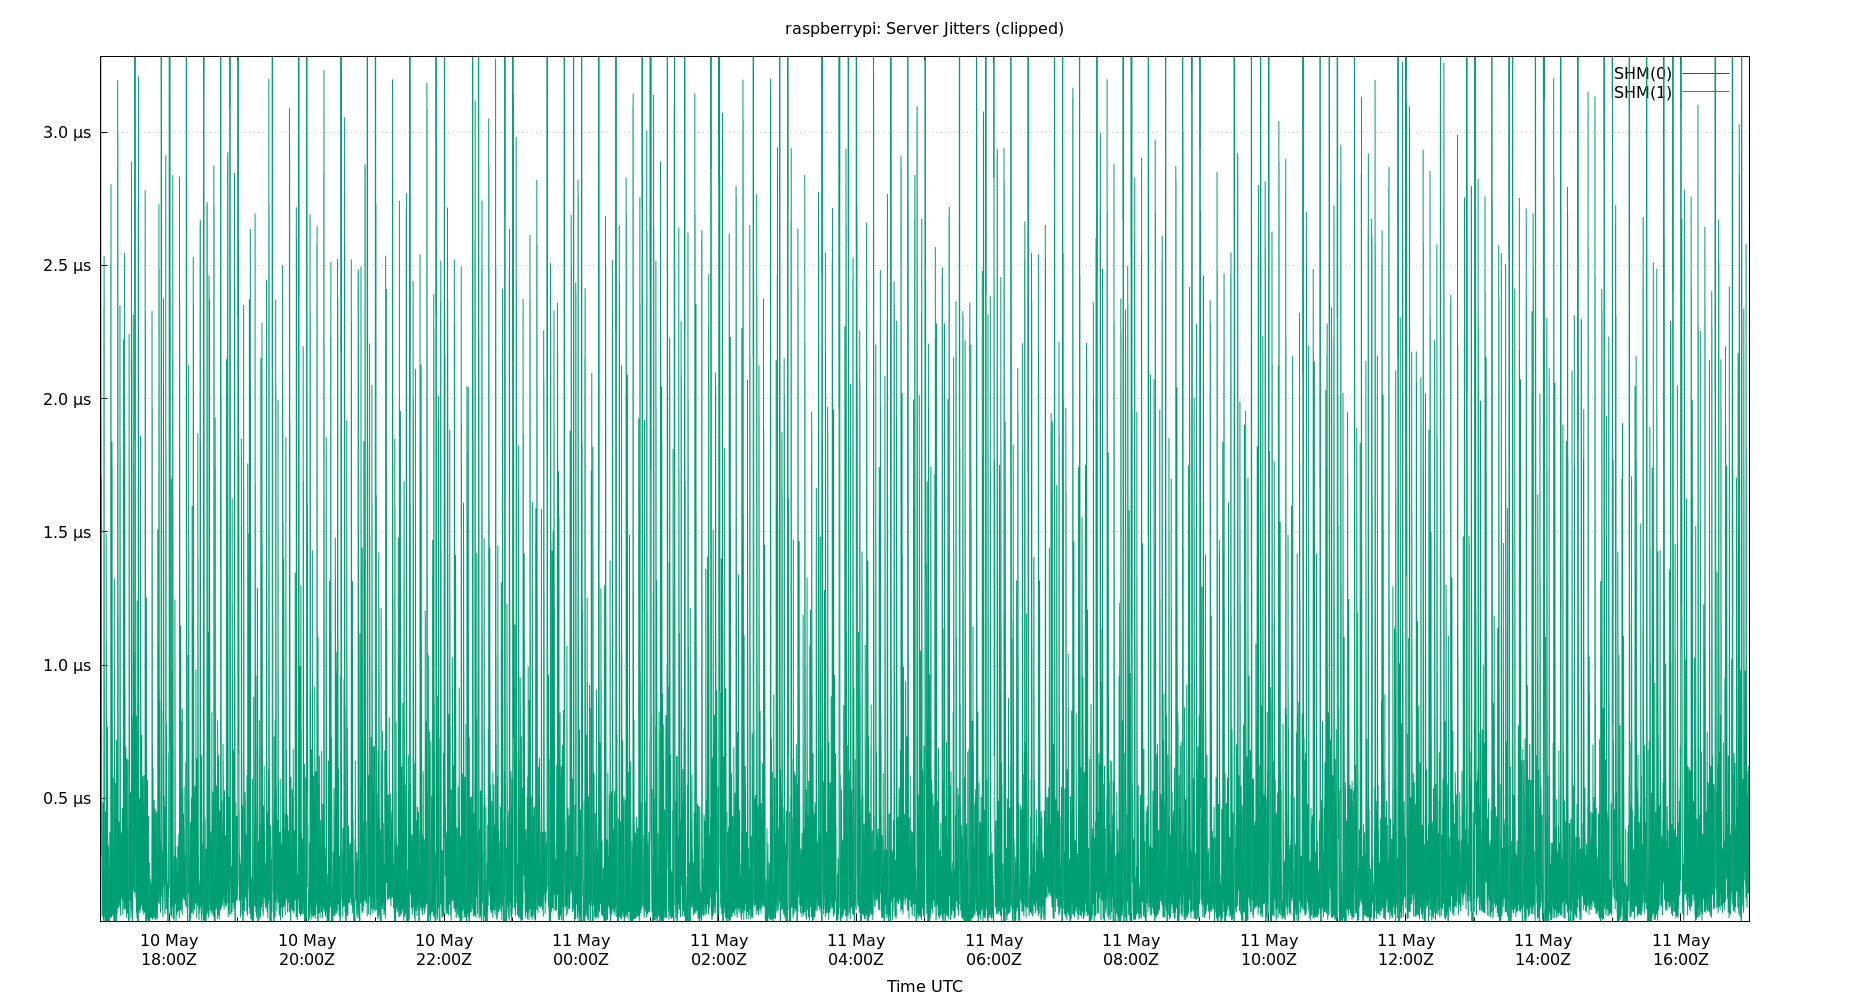 raspberrypi: Server Jitters (clipped)
SHM(0)
SHM(1)
3.0 µs
2.5 µs
2.0 µs
1.5 µs
1.0 µs
0.5 µs
10 May 10 May 10 May 11 May 11 May 11 May 11 May 11 May 11 May 11 May 11 May 11 May
18:00Z 20:00Z 22:00Z 00:00Z 02:00Z 04:00Z 06:00Z 08:00Z 10:00Z 12:00Z 14:00Z 16:00Z
Time UTC